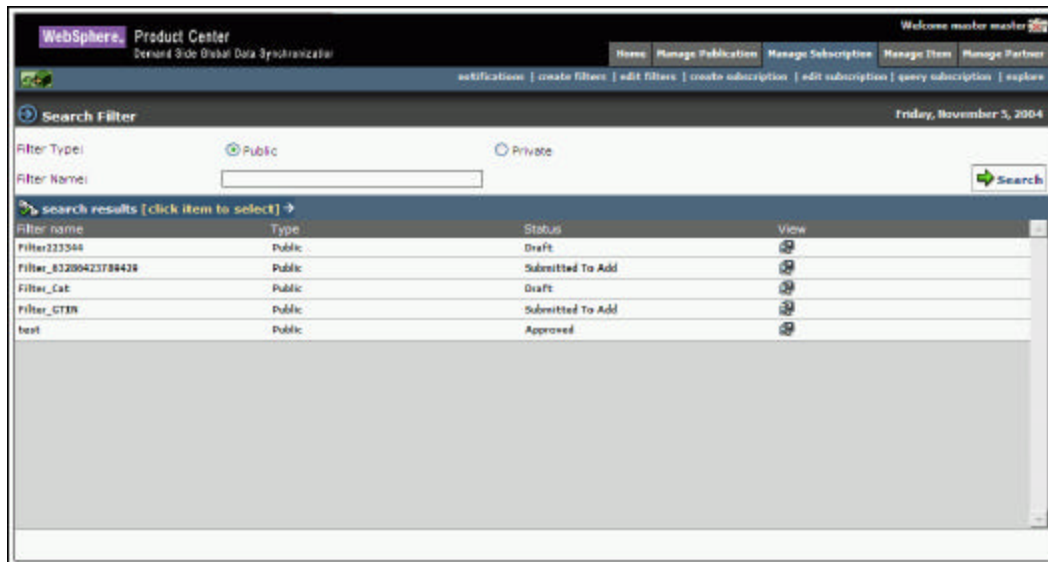 Welcome master master
WebSphere. Product Center
Demand Side Global Data Synchronization
Home Manage Publication Manage Subscription Manage Item Manage Partner
notifications | create filters | edit filters | create subscription | edit subscription | query subscription | explore
Search Filter Friday, November 5, 2004
Filter Type: Public Private
Filter Name: Search
search results [click item to select]
Filter name Type Status View
Filter223344 Public Draft
Public Submitted To Add
Filter_Cat Public Draft
Filter_GTIN Public Submitted To Add
test Public Approved